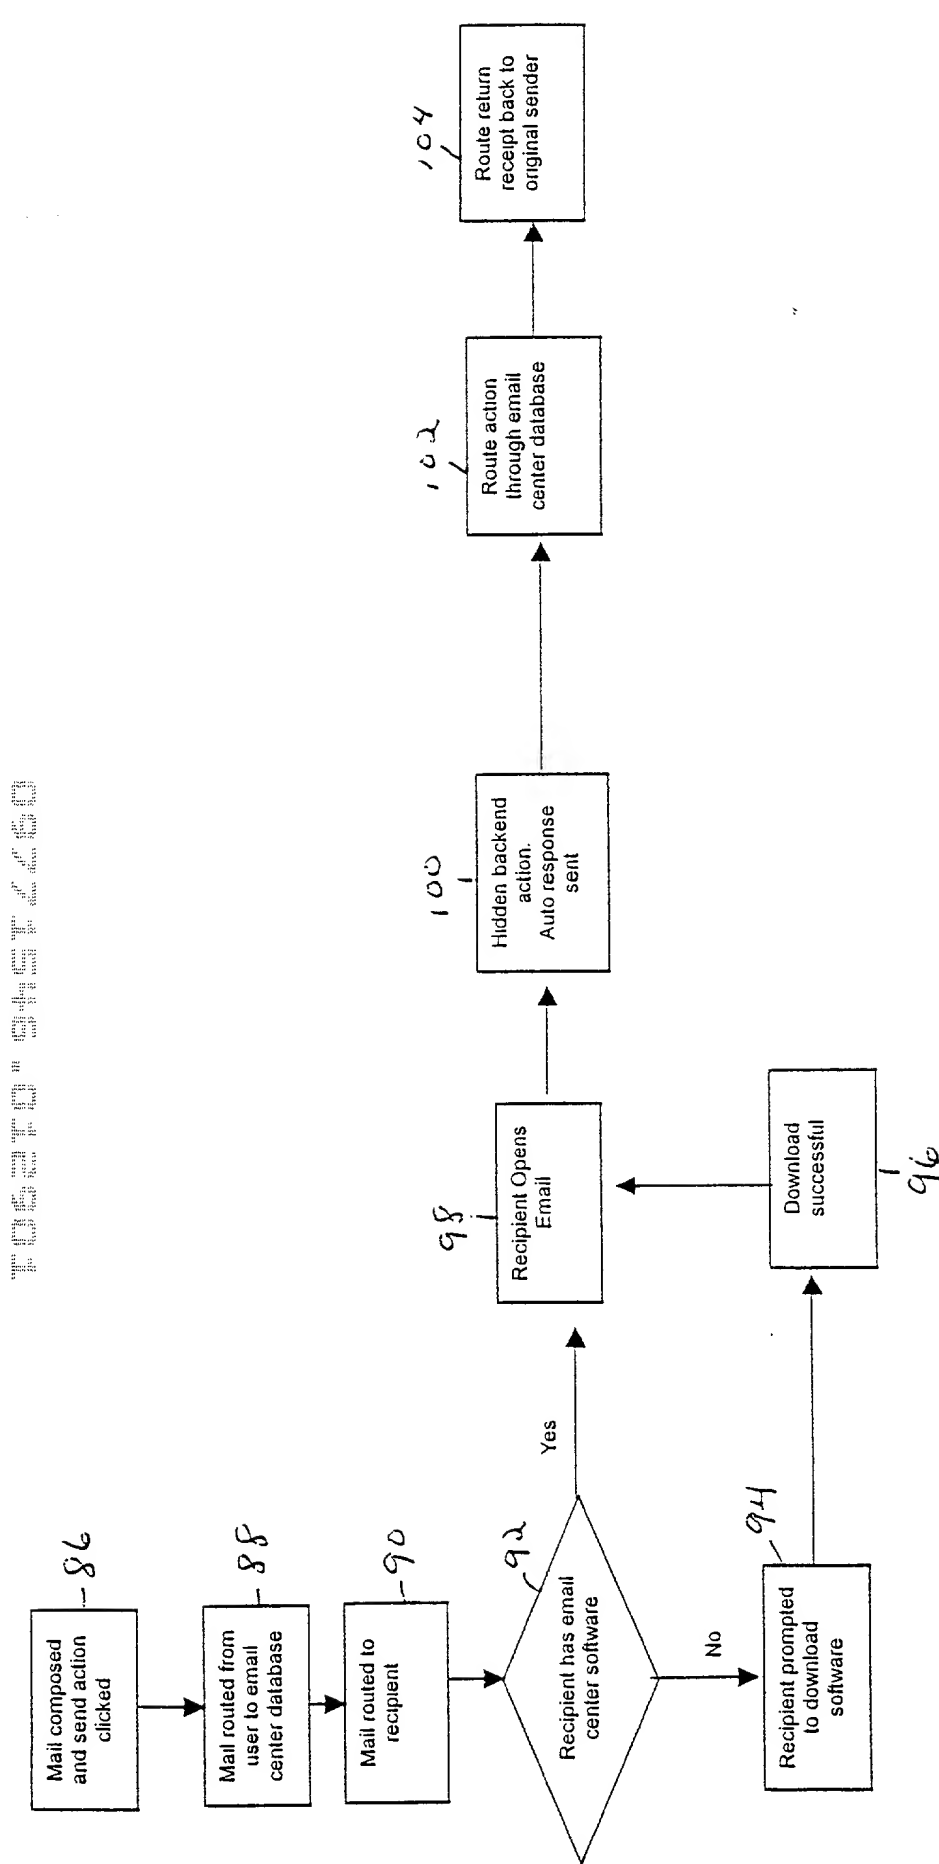 Mail composed
and send action
clicked
86
Mail routed from
user to email
center database
88
Mail routed to
recipient
90
Recipient has email
center software
92
Yes
No
Recipient prompted
to download
software
94
Download
successful
96
Recipient Opens
Email
98
Hidden backend
action.
Auto response
sent
100
Route action
through email
center database
102
Route return
receipt back to
original sender
104